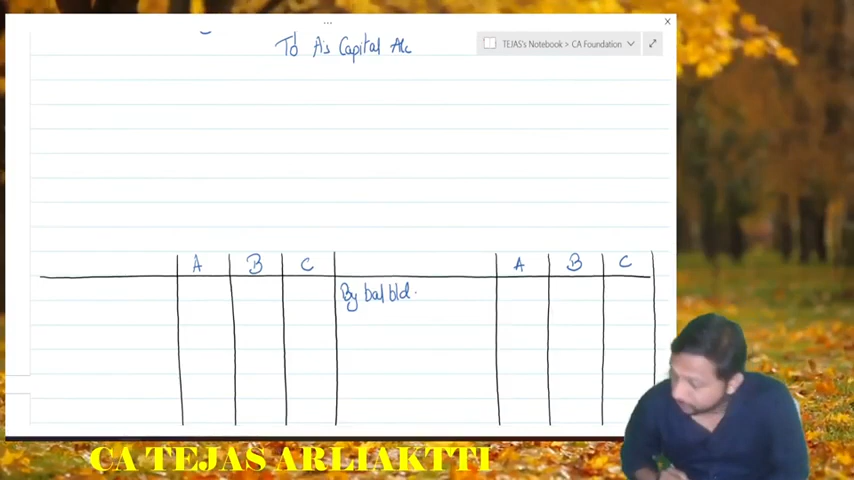 To A's Capital A/c
TEJAS's Notebook > CA Foundation
A B C A B C
By bal b/d.
CA TEJAS ARLIAKTTI